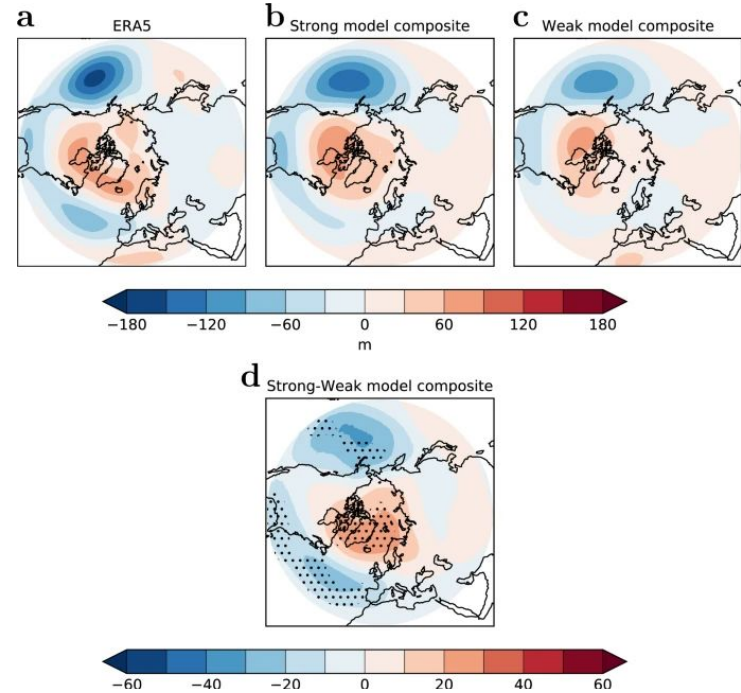 a
ERA5
b
Strong model composite
c
Weak model composite
−180 −120 −60 0 60 120 180
m
d
Strong-Weak model composite
−60 −40 −20 0 20 40 60